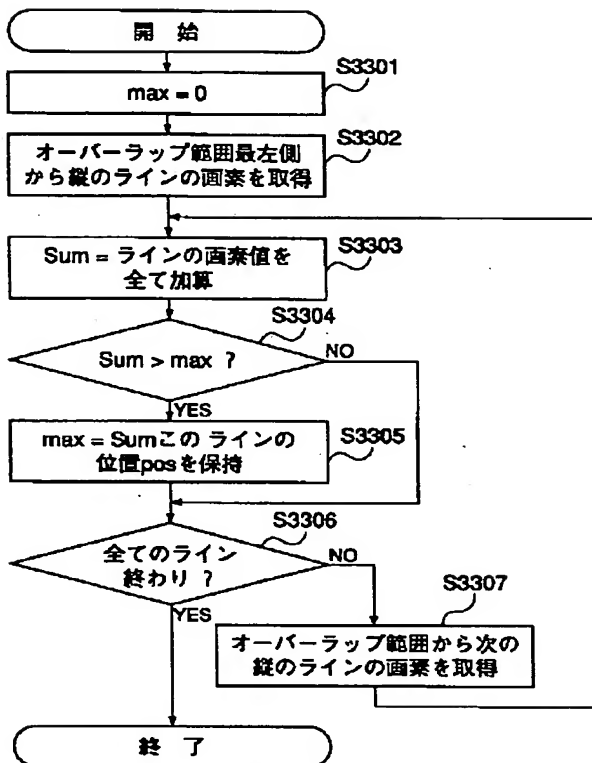 開 始
S3301
max = 0
S3302
オーバーラップ範囲最左側
から縦のラインの画素を取得
S3303
Sum = ラインの画素値を
全て加算
S3304
Sum > max ?
NO
YES
max = Sumこの ラインの
位置posを保持
S3305
S3306
全てのライン
終わり ?
NO
YES
S3307
オーバーラップ範囲から次の
縦のラインの画素を取得
終 了